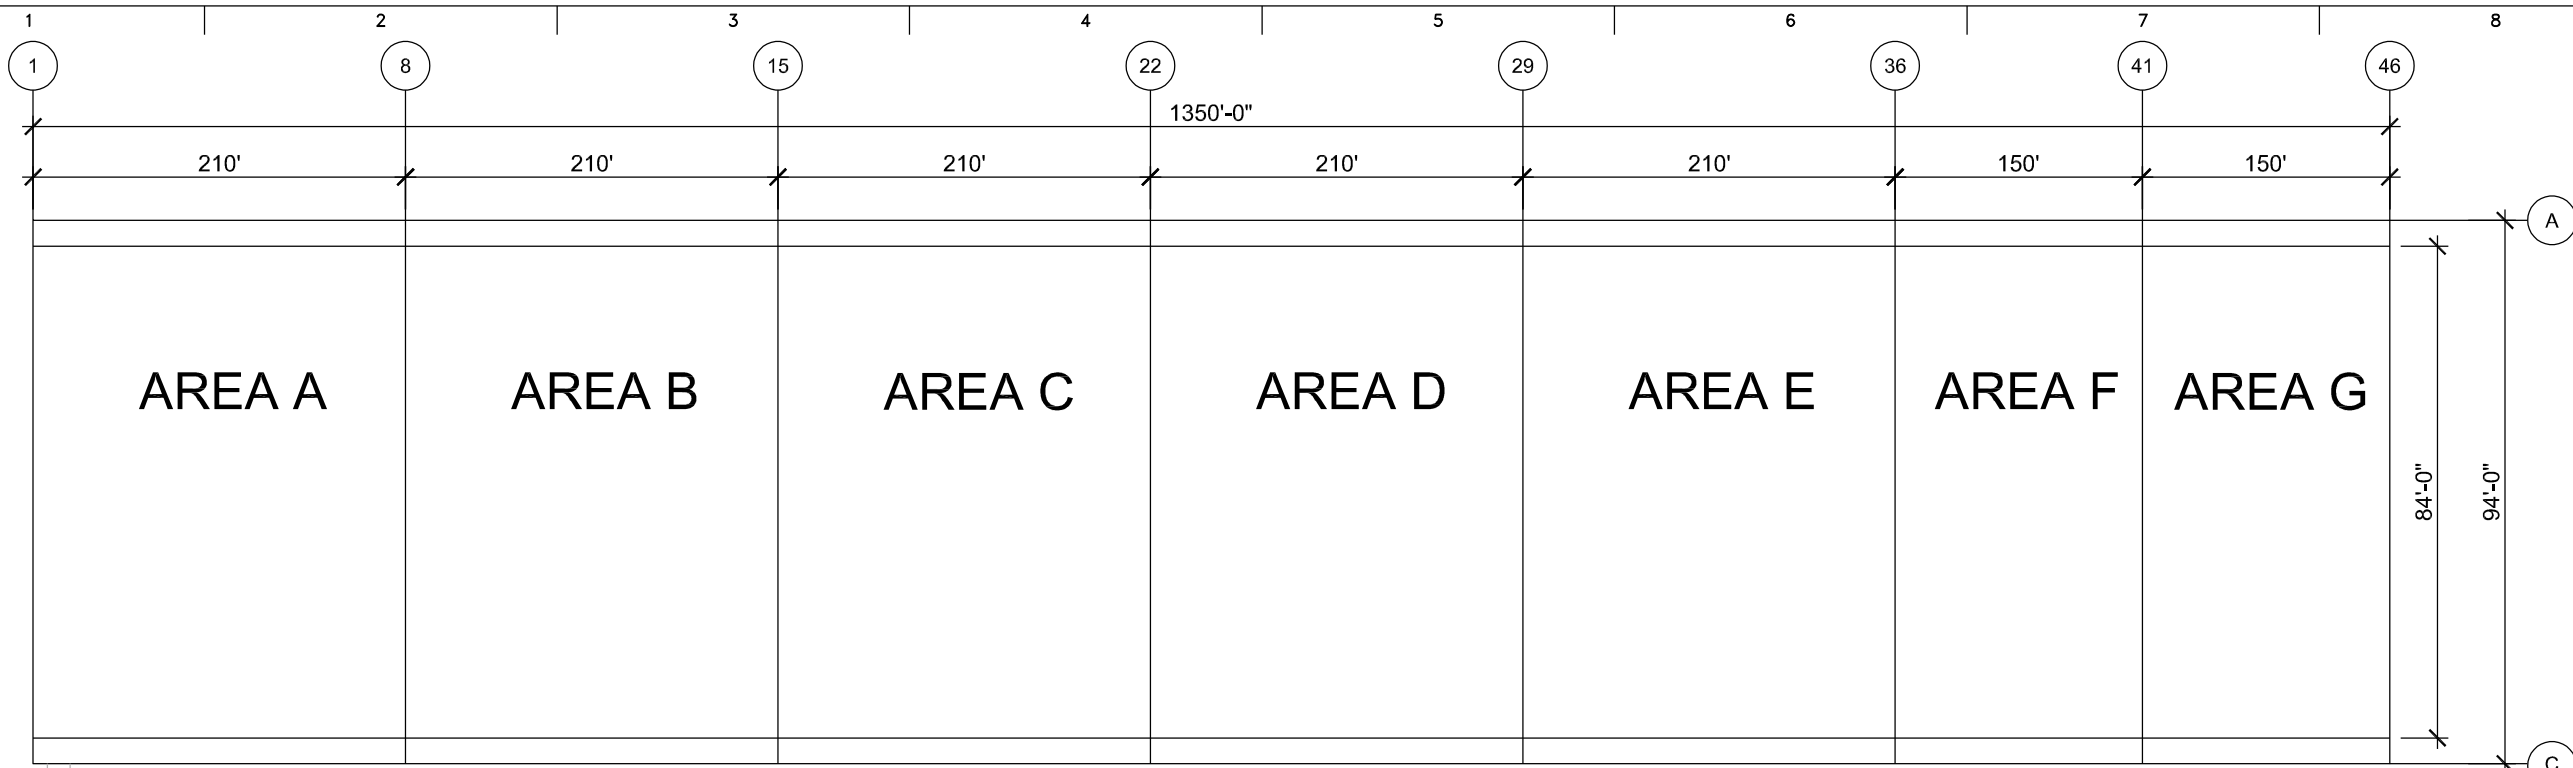 1 2 3 4 5 6 7 8
1 8 15 22 29 36 41 46
1350'-0"
210' 210' 210' 210' 210' 150' 150'
A
AREA A AREA B AREA C AREA D AREA E AREA F AREA G
84'-0" 94'-0"
C